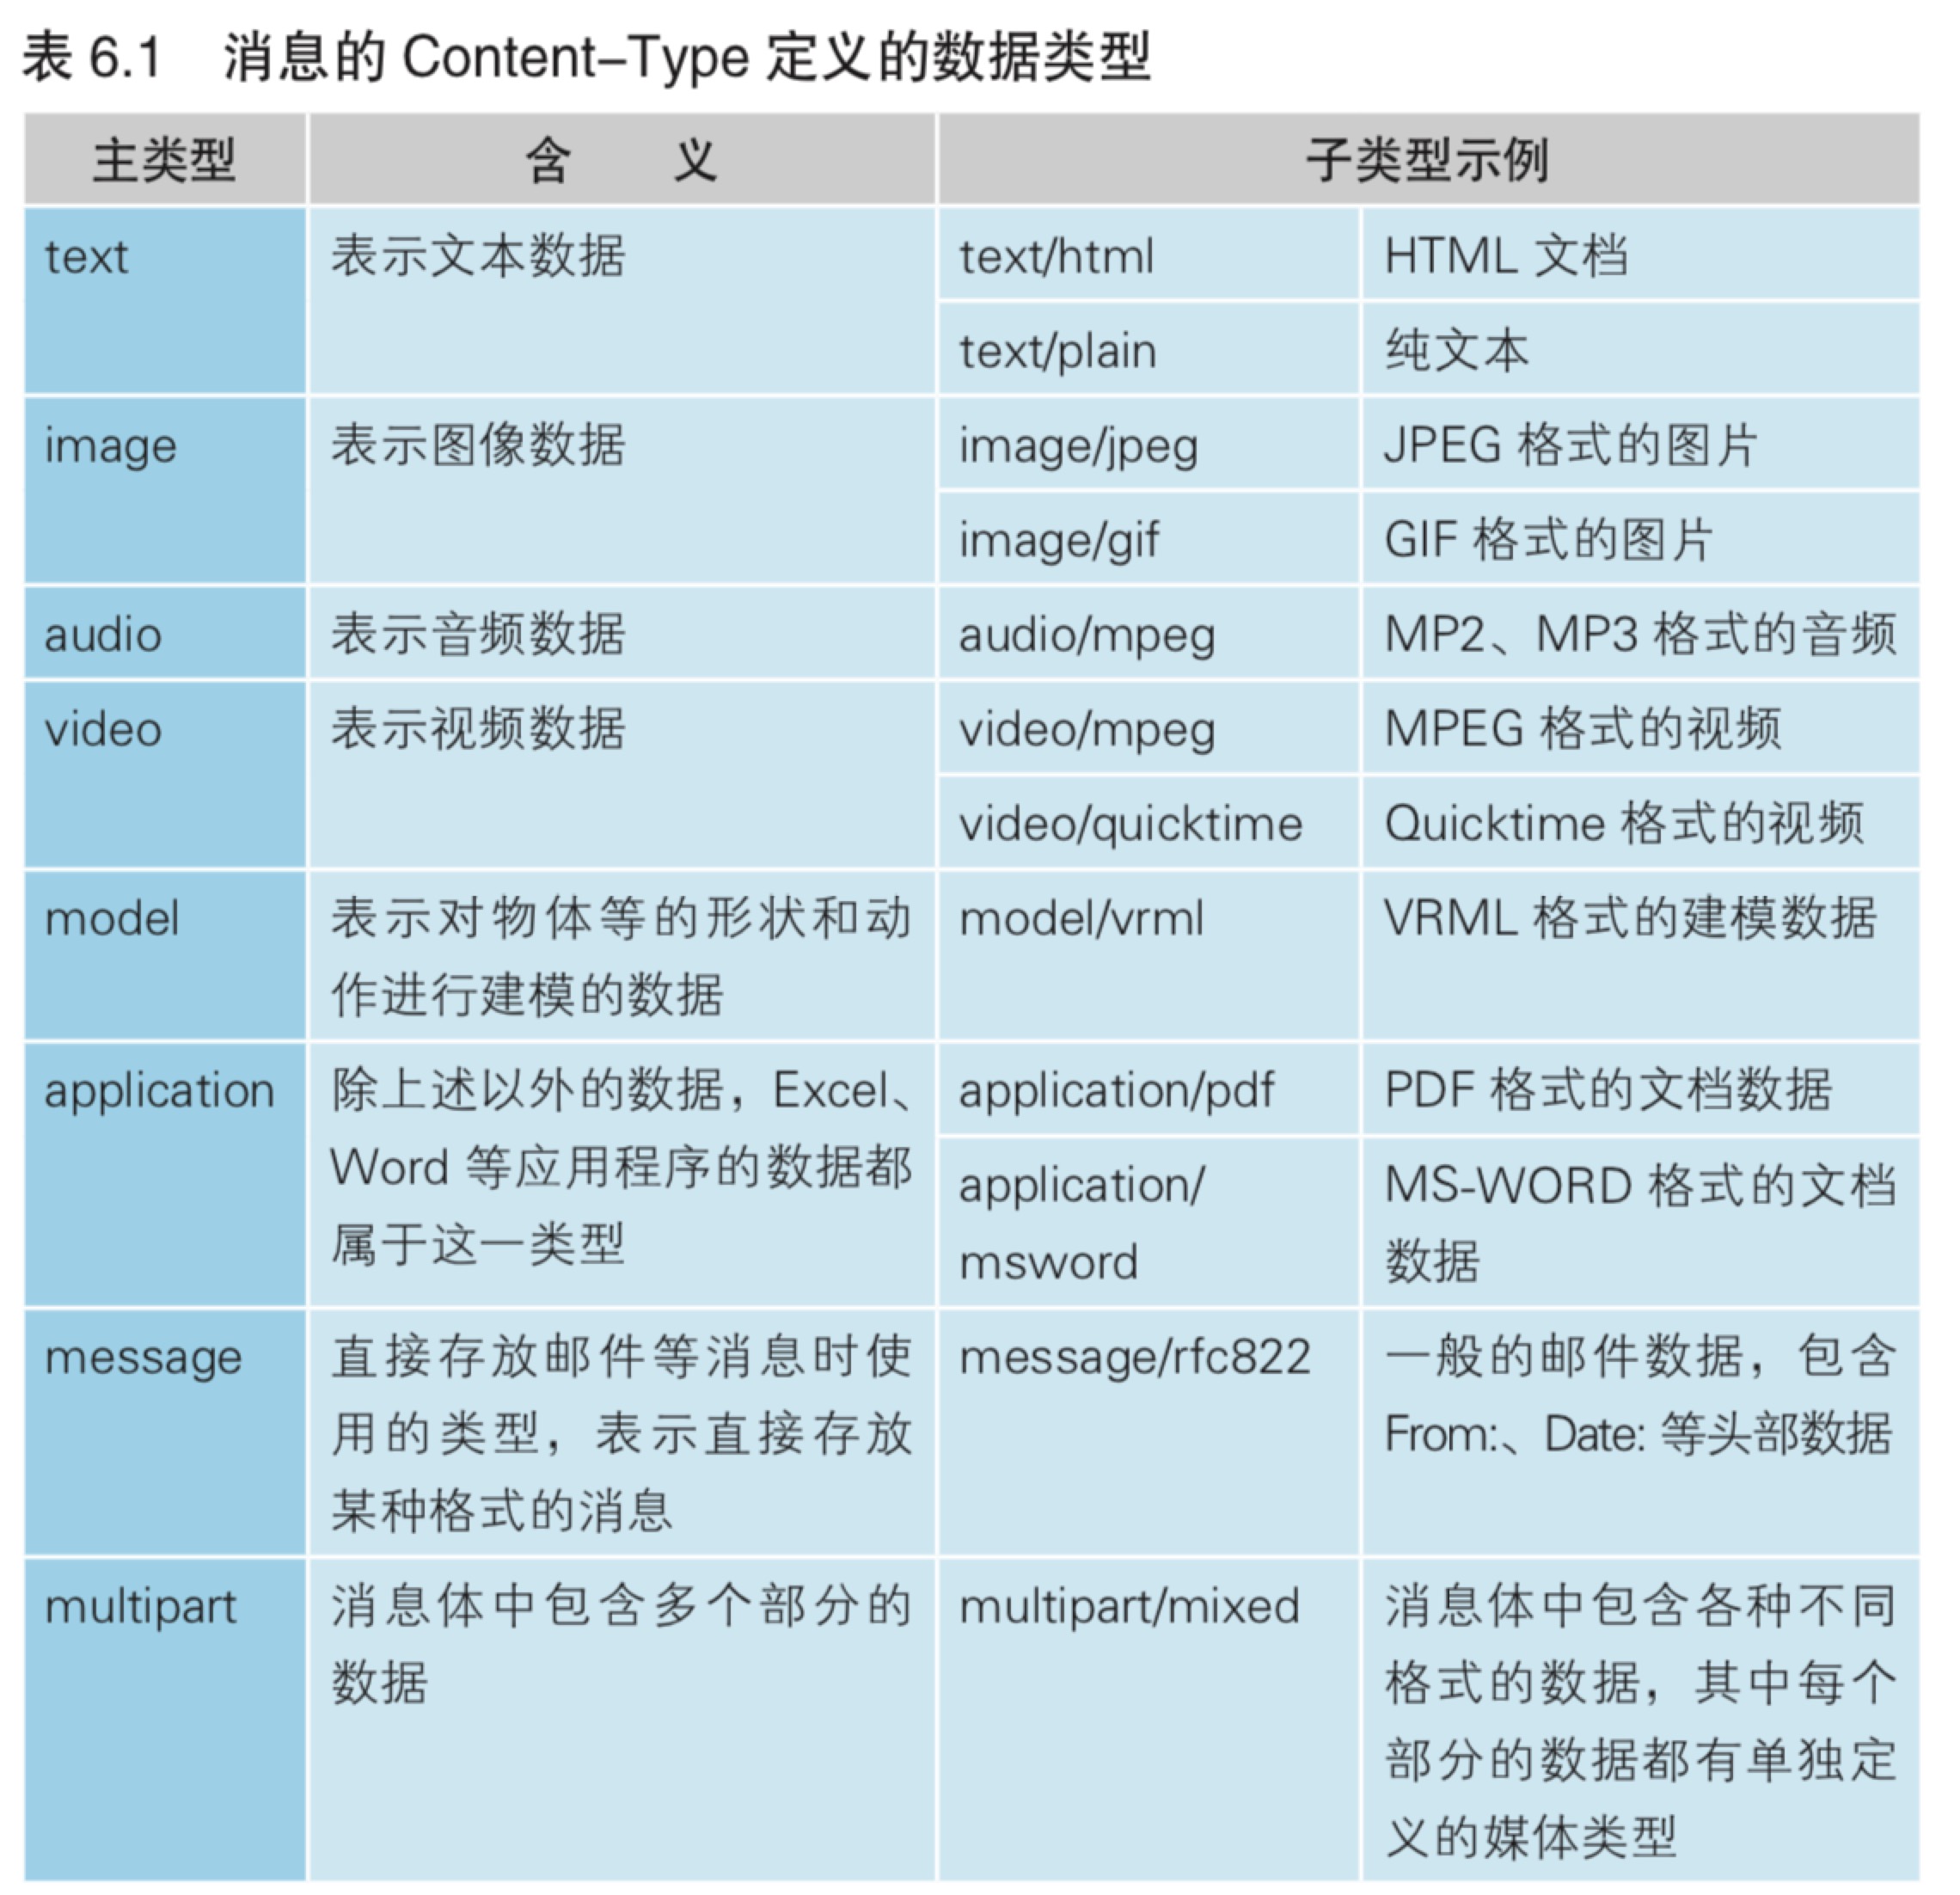 表 6.1 消息的 Content–Type 定义的数据类型
主类型 含 义 子类型示例
text 表示文本数据 text/html HTML 文档
text/plain 纯文本
image 表示图像数据 image/jpeg JPEG 格式的图片
image/gif GIF 格式的图片
audio 表示音频数据 audio/mpeg MP2、MP3 格式的音频
video 表示视频数据 video/mpeg MPEG 格式的视频
video/quicktime Quicktime 格式的视频
model 表示对物体等的形状和动 model/vrml VRML 格式的建模数据
作进行建模的数据
application 除上述以外的数据，Excel、 application/pdf PDF 格式的文档数据
Word 等应用程序的数据都 application/ MS-WORD 格式的文档
属于这一类型 msword 数据
message 直接存放邮件等消息时使 message/rfc822 一般的邮件数据，包含
用的类型，表示直接存放 From:、Date: 等头部数据
某种格式的消息
multipart 消息体中包含多个部分的 multipart/mixed 消息体中包含各种不同
数据 格式的数据，其中每个
部分的数据都有单独定
义的媒体类型